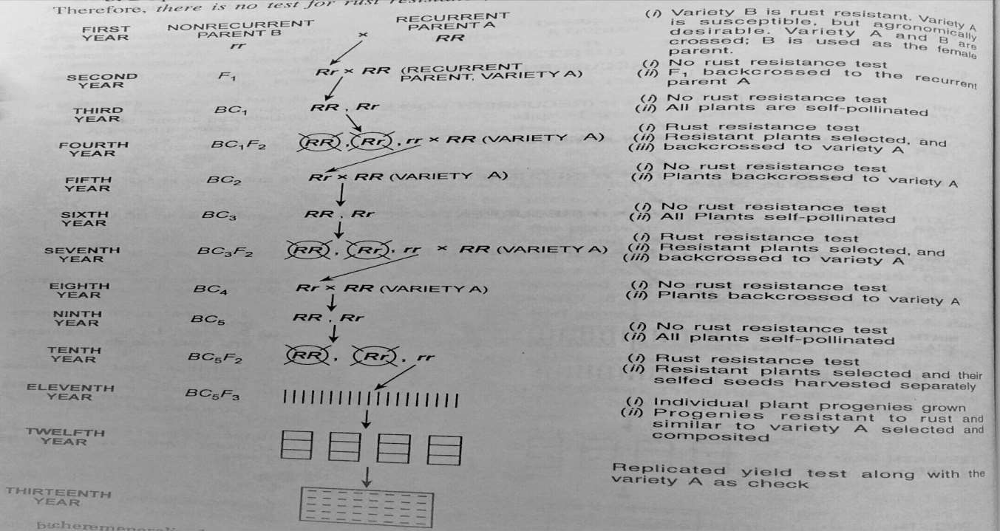 Therefore, there is no test for rust
FIRST YEAR
NONRECURRENT PARENT B
rr
×
RECURRENT PARENT A
RR
(i) Variety B is rust resistant. Variety A
is susceptible, but agronomically
desirable. Variety A and B are
crossed; B is used as the female
parent.
SECOND YEAR
F₁
Rr × RR (RECURRENT PARENT, VARIETY A)
(i) No rust resistance test
(ii) F₁ backcrossed to the recurrent
parent A
THIRD YEAR
BC₁
RR , Rr
(i) No rust resistance test
(ii) All plants are self-pollinated
FOURTH YEAR
BC₁F₂
RR , Rr , rr × RR (VARIETY A)
(i) Rust resistance test
(ii) Resistant plants selected, and
(iii) backcrossed to variety A
FIFTH YEAR
BC₂
Rr × RR (VARIETY A)
(i) No rust resistance test
(ii) Plants backcrossed to variety A
SIXTH YEAR
BC₃
RR , Rr
(i) No rust resistance test
(ii) All Plants self-pollinated
SEVENTH YEAR
BC₃F₂
RR , Rr , rr × RR (VARIETY A)
(i) Rust resistance test
(ii) Resistant plants selected, and
(iii) backcrossed to variety A
EIGHTH YEAR
BC₄
Rr × RR (VARIETY A)
(i) No rust resistance test
(ii) Plants backcrossed to variety A
NINTH YEAR
BC₅
RR , Rr
(i) No rust resistance test
(ii) All plants self-pollinated
TENTH YEAR
BC₅F₂
RR , Rr , rr
(i) Rust resistance test
(ii) Resistant plants selected and their
selfed seeds harvested separately
ELEVENTH YEAR
BC₅F₃
(i) Individual plant progenies grown
(ii) Progenies resistant to rust and
similar to variety A selected and
composited
TWELFTH YEAR
Replicated yield test along with the
variety A as check
THIRTEENTH YEAR